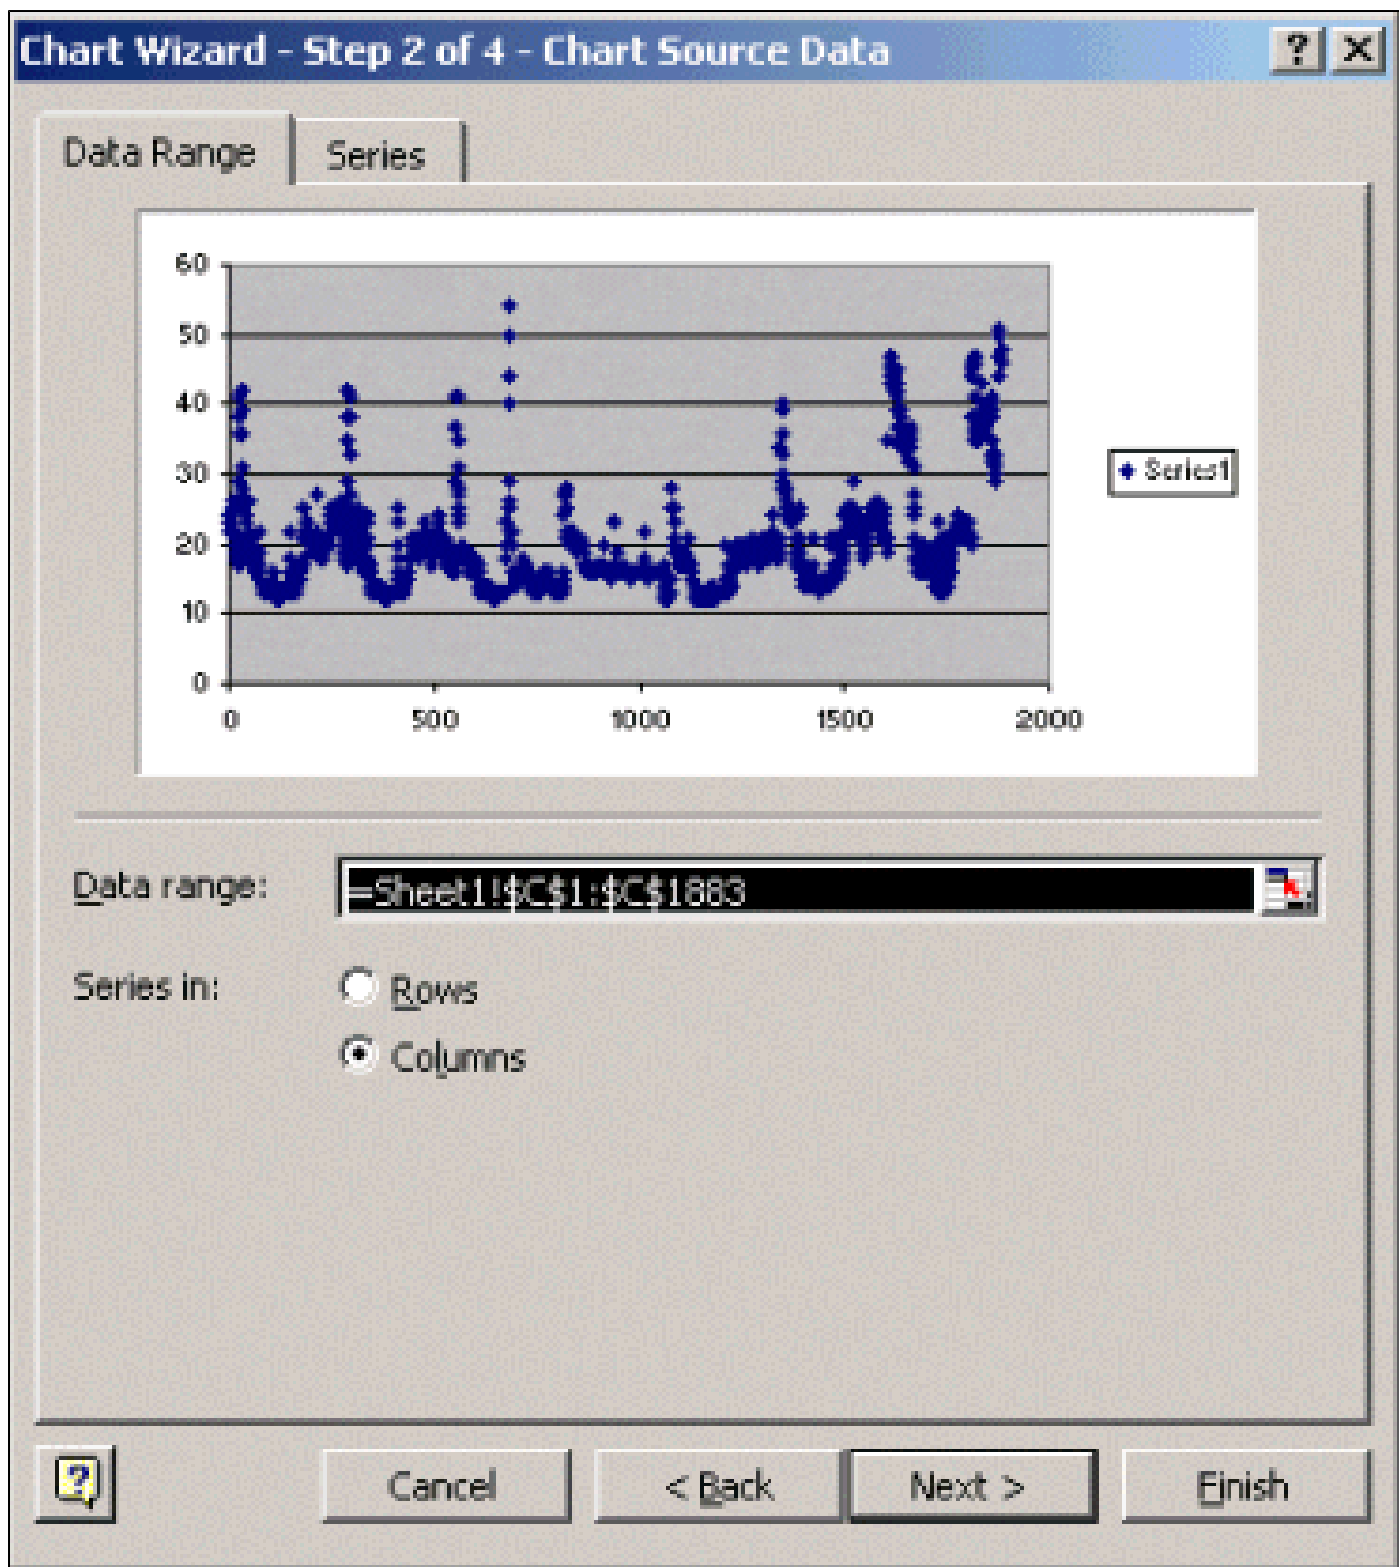 Chart Wizard - Step 2 of 4 - Chart Source Data
Data Range Series
60
50
40
30
20
10
0
0 500 1000 1500 2000
Series1
Data range: =Sheet1!$C$1:$C$1883
Series in: Rows
Columns
Cancel < Back Next > Finish